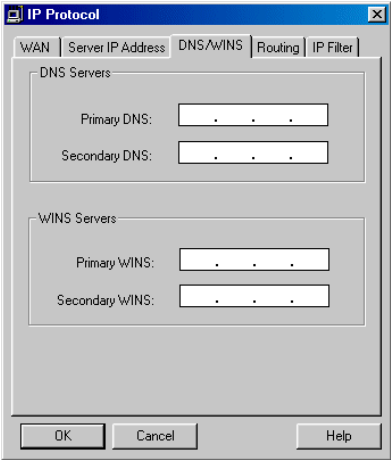 IP Protocol
WAN
Server IP Address
DNS/WINS
Routing
IP Filter
DNS Servers
Primary DNS:
. . .
Secondary DNS:
. . .
WINS Servers
Primary WINS:
. . .
Secondary WINS:
. . .
OK
Cancel
Help